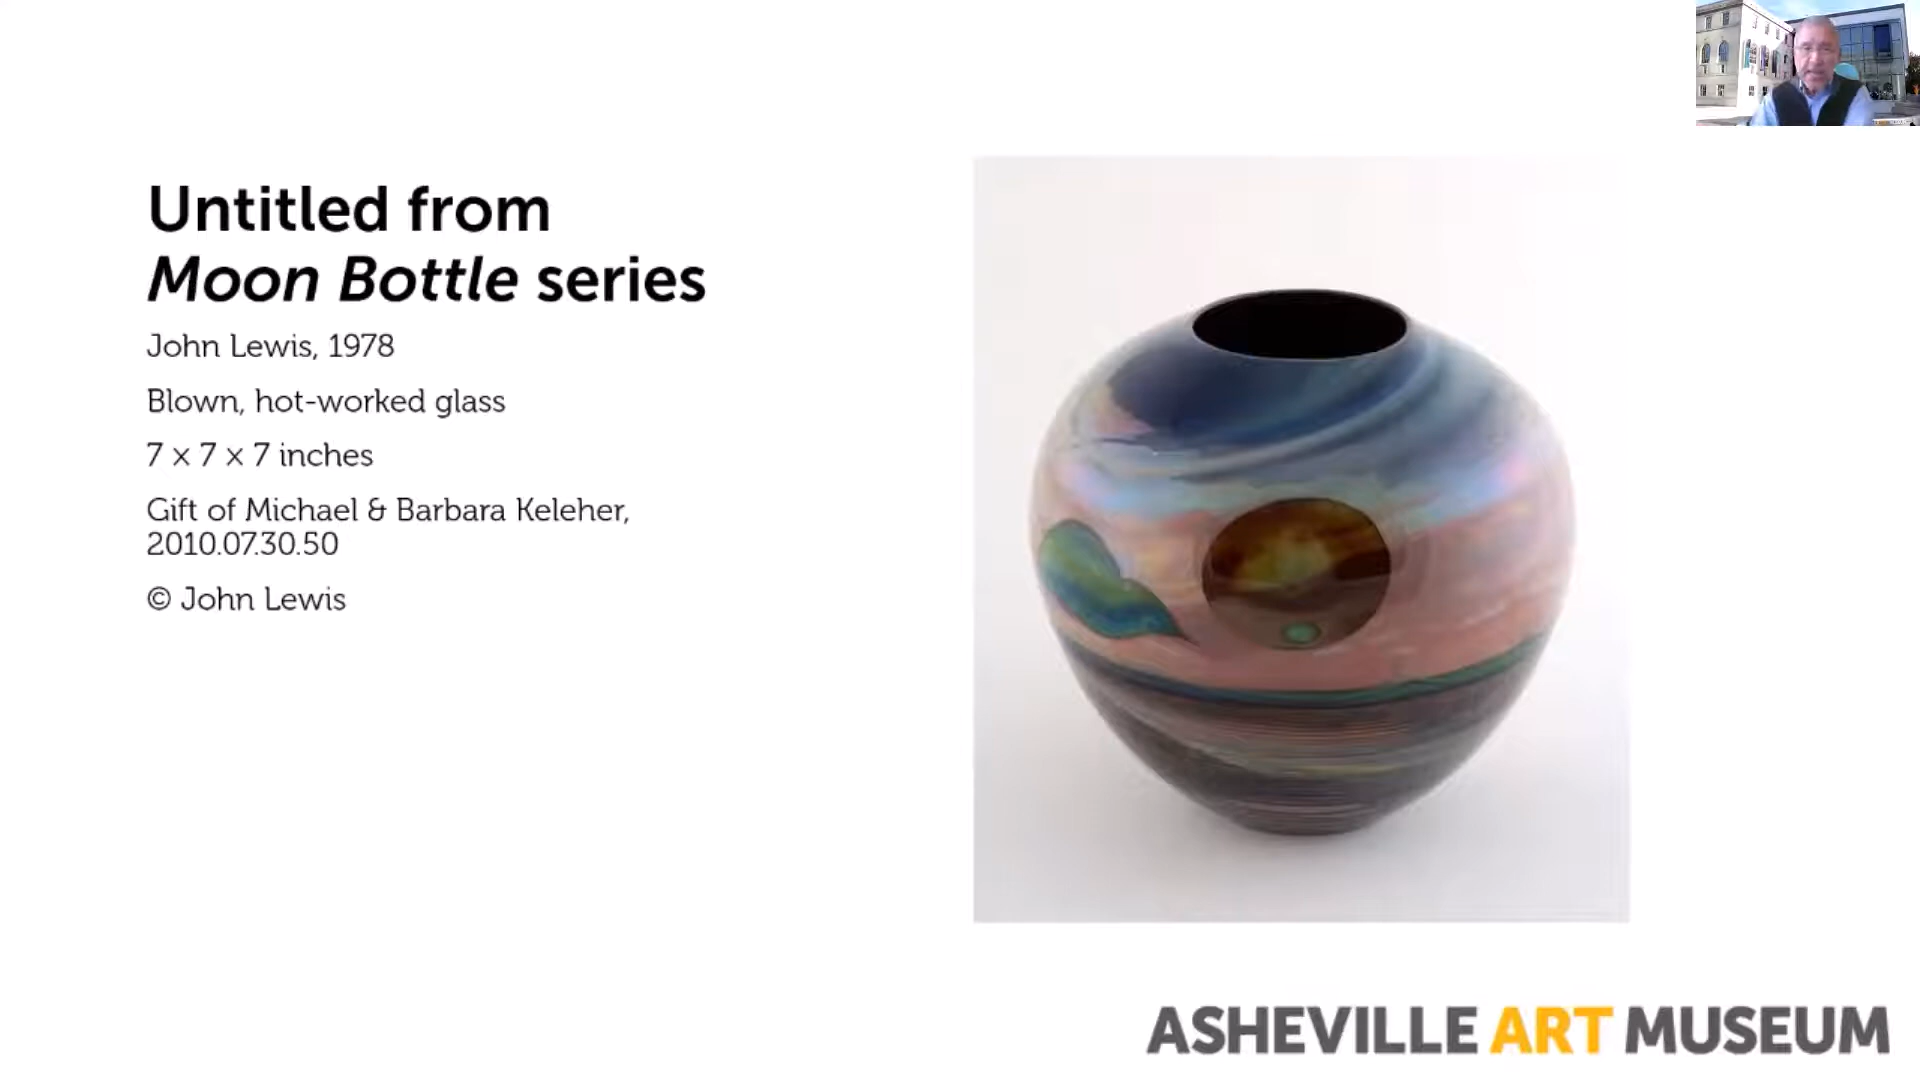 Untitled from
Moon Bottle series
John Lewis, 1978
Blown, hot-worked glass
7 × 7 × 7 inches
Gift of Michael & Barbara Keleher,
2010.07.30.50
© John Lewis
ASHEVILLE ART MUSEUM